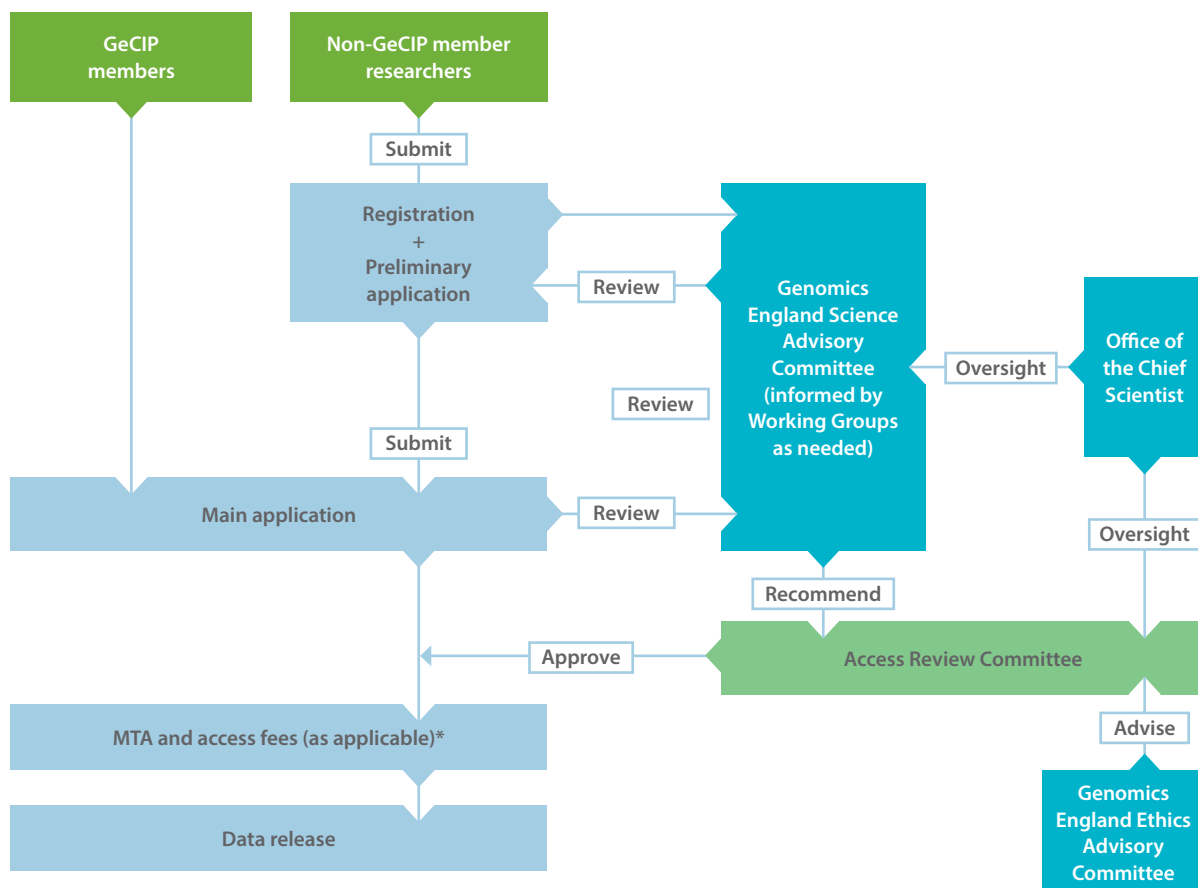 GeCIP
members
Non-GeCIP member
researchers
Submit
Registration
+
Preliminary
application
Review
Genomics
England Science
Advisory
Committee
(informed by
Working Groups
as needed)
Oversight
Office of
the Chief
Scientist
Review
Submit
Main application
Review
Oversight
Recommend
Approve
Access Review Committee
MTA and access fees (as applicable)*
Advise
Data release
Genomics
England Ethics
Advisory
Committee